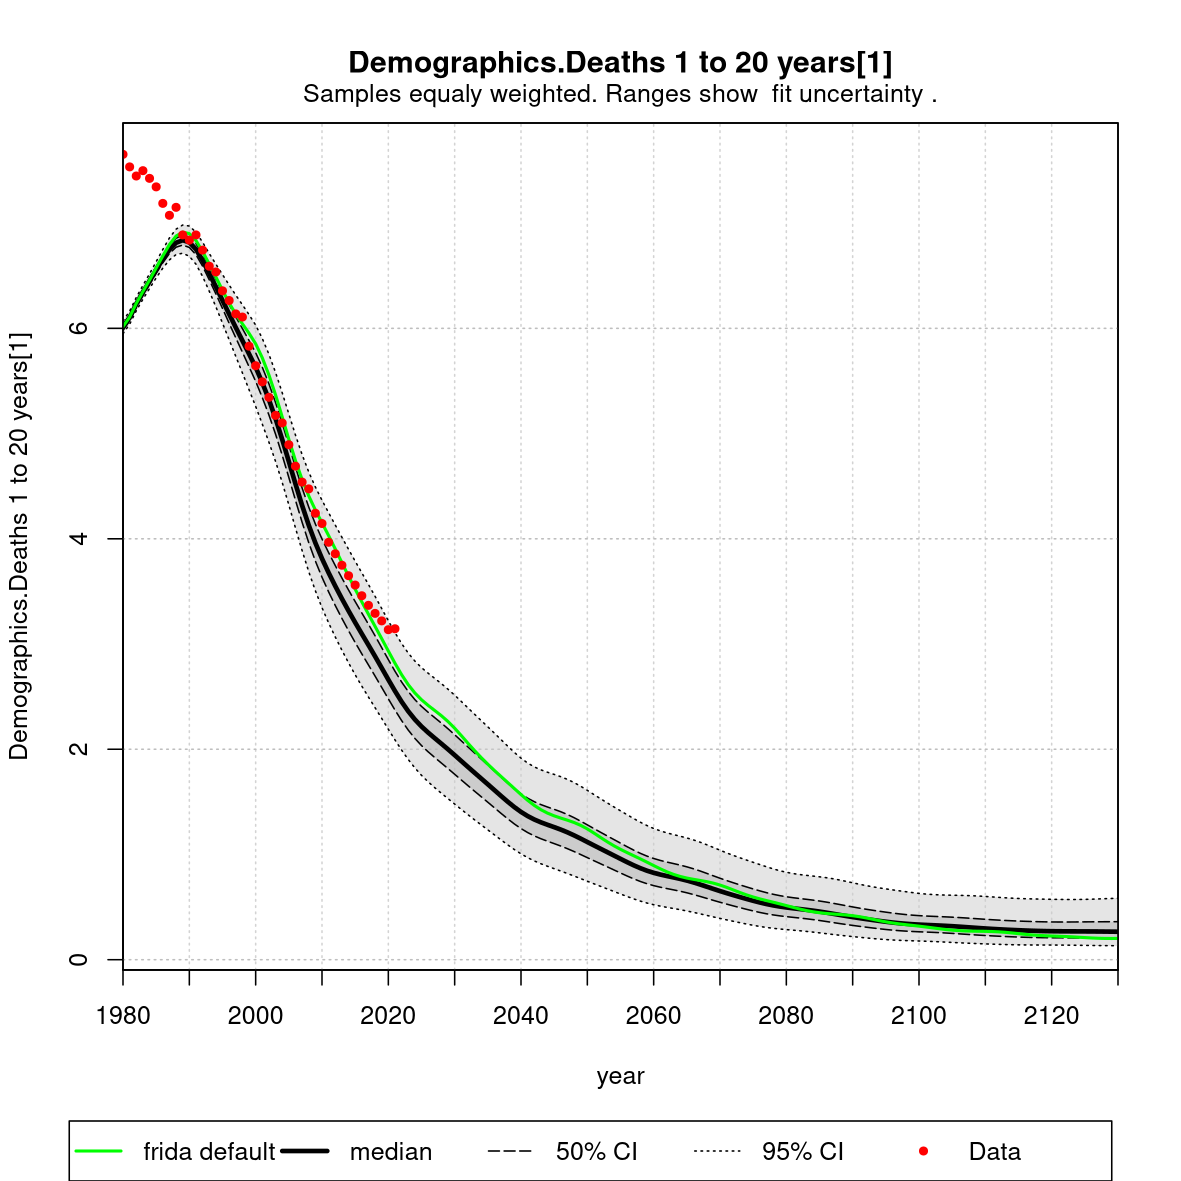 Demographics.Deaths 1 to 20 years[1]
Samples equaly weighted. Ranges show  fit uncertainty .
Demographics.Deaths 1 to 20 years[1]
6
4
2
0
1980 2000 2020 2040 2060 2080 2100 2120
year
frida default median 50% CI 95% CI Data